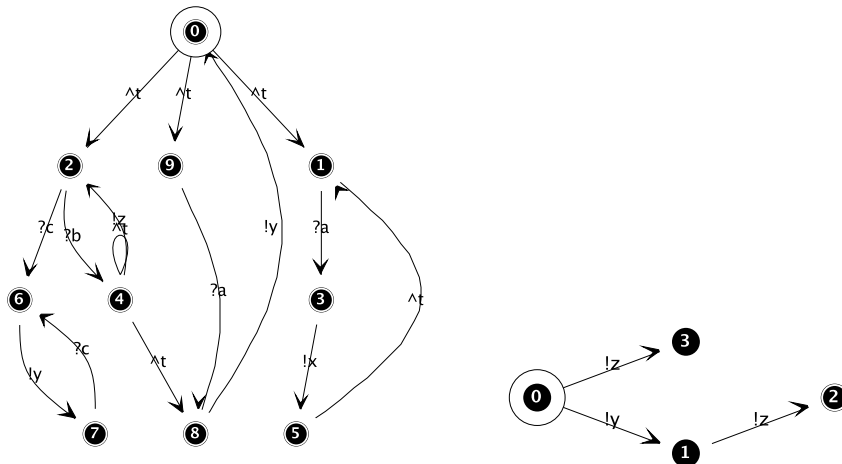 0
^t ^t ^t
2 9 1
?c ?b !z ^t !y ?a
?a
6 4 3 ^t
!y ?c ^t !x
7 8 5
3
!z
0
!y !z 2
1